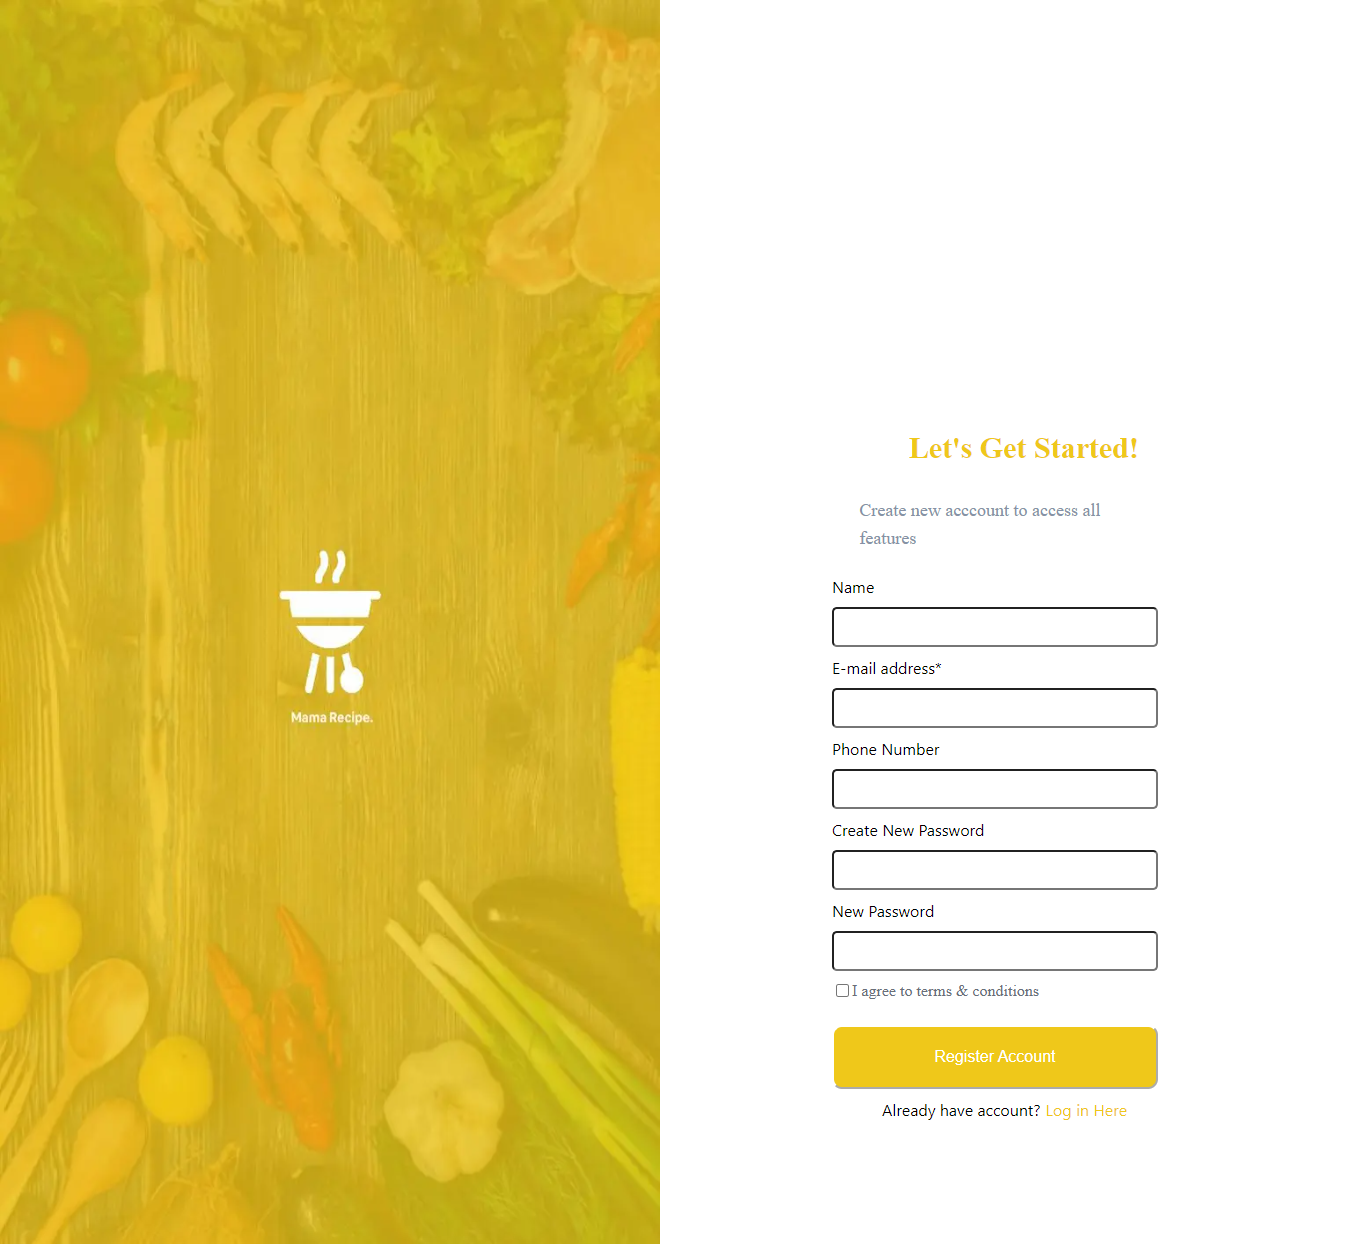 Mama Recipe.
Let's Get Started!
Create new acccount to access all
features
Name
E-mail address*
Phone Number
Create New Password
New Password
I agree to terms & conditions
Register Account
Already have account? Log in Here